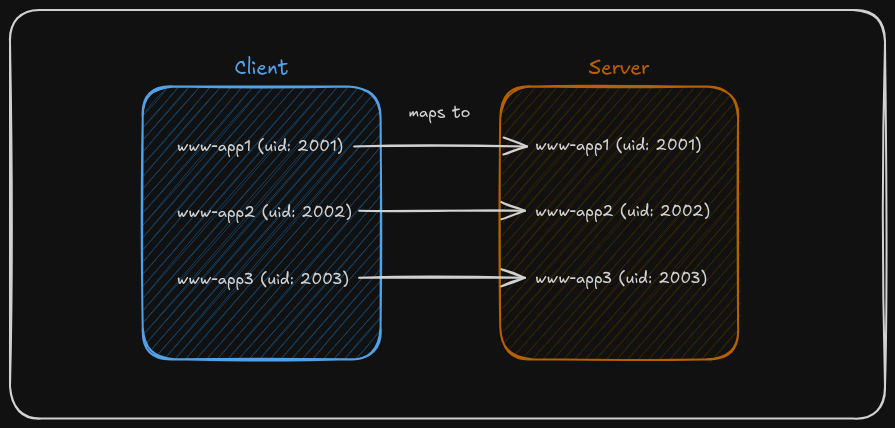 Client
Server
maps to
www-app1 (uid: 2001)
www-app1 (uid: 2001)
www-app2 (uid: 2002)
www-app2 (uid: 2002)
www-app3 (uid: 2003)
www-app3 (uid: 2003)